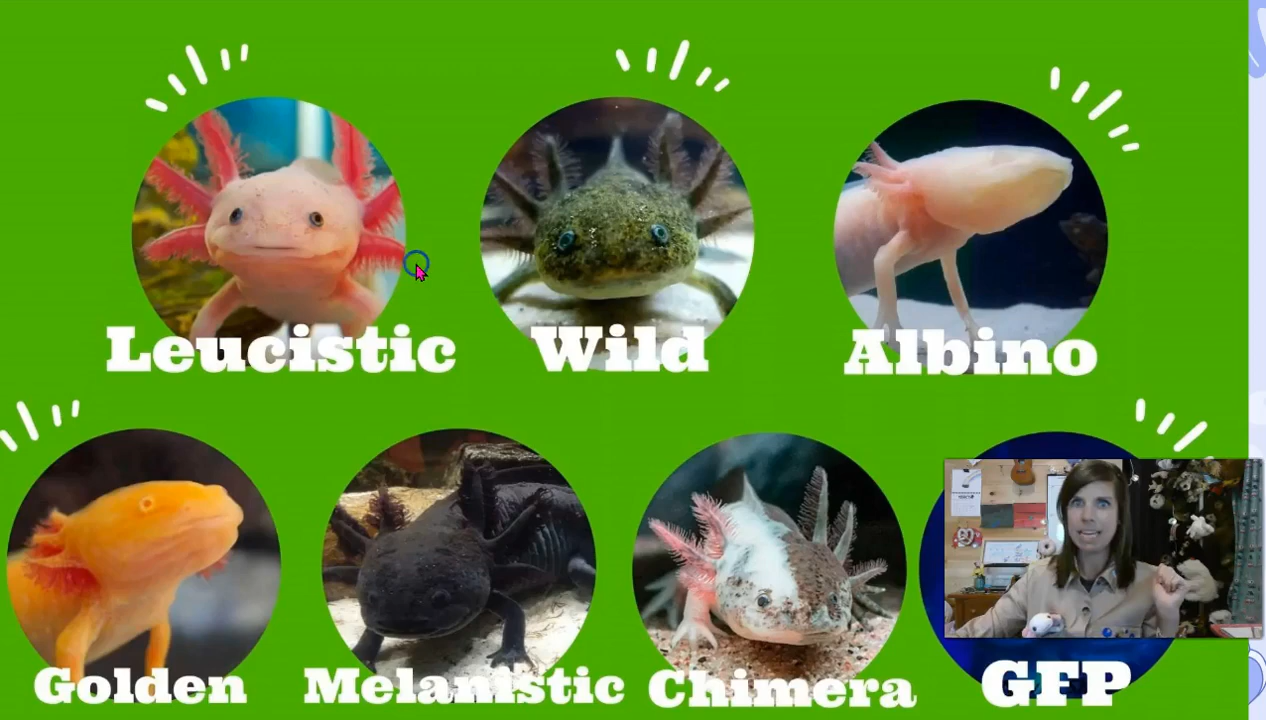 Leucistic
Wild
Albino
Golden
Melanistic
Chimera
GFP